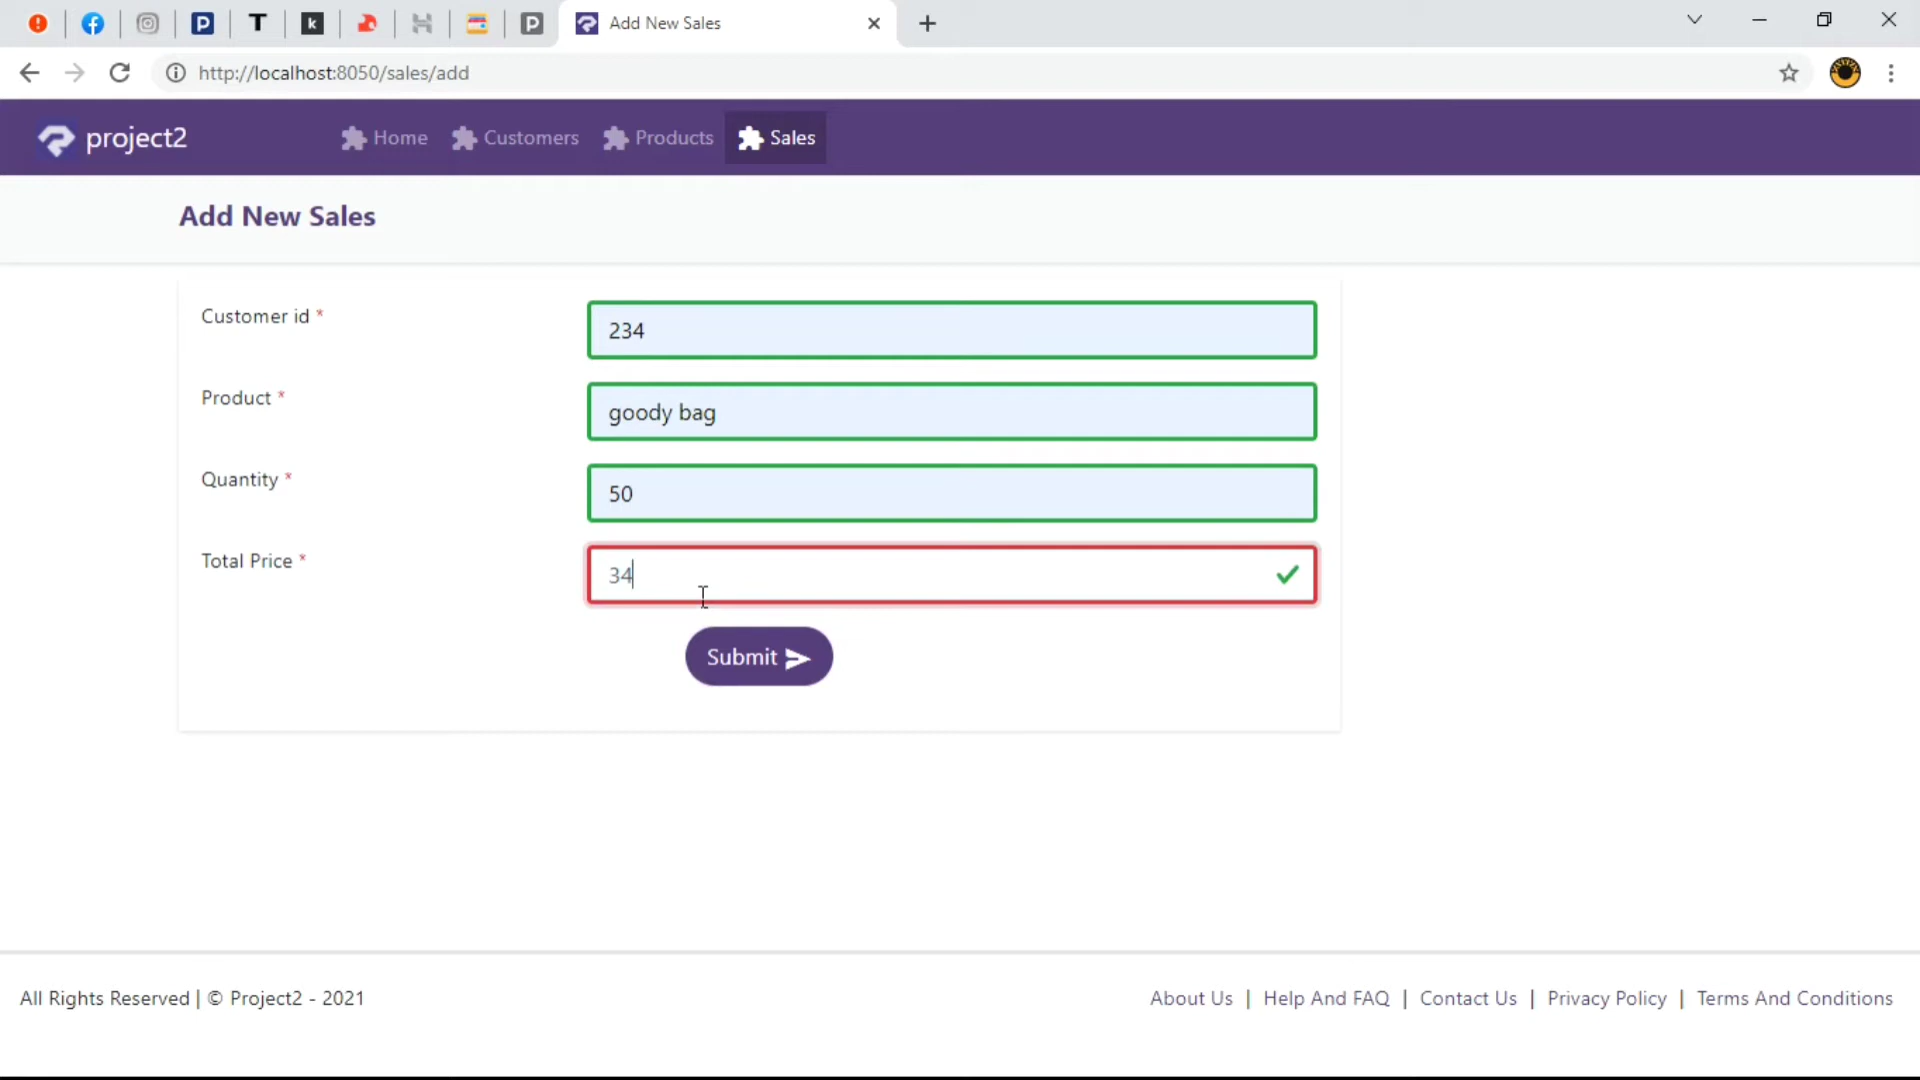 Add New Sales
http://localhost:8050/sales/add
project2
Home
Customers
Products
Sales
Add New Sales
Customer id *
234
Product *
goody bag
Quantity *
50
Total Price *
34
Submit
All Rights Reserved | © Project2 - 2021
About Us | Help And FAQ | Contact Us | Privacy Policy | Terms And Conditions